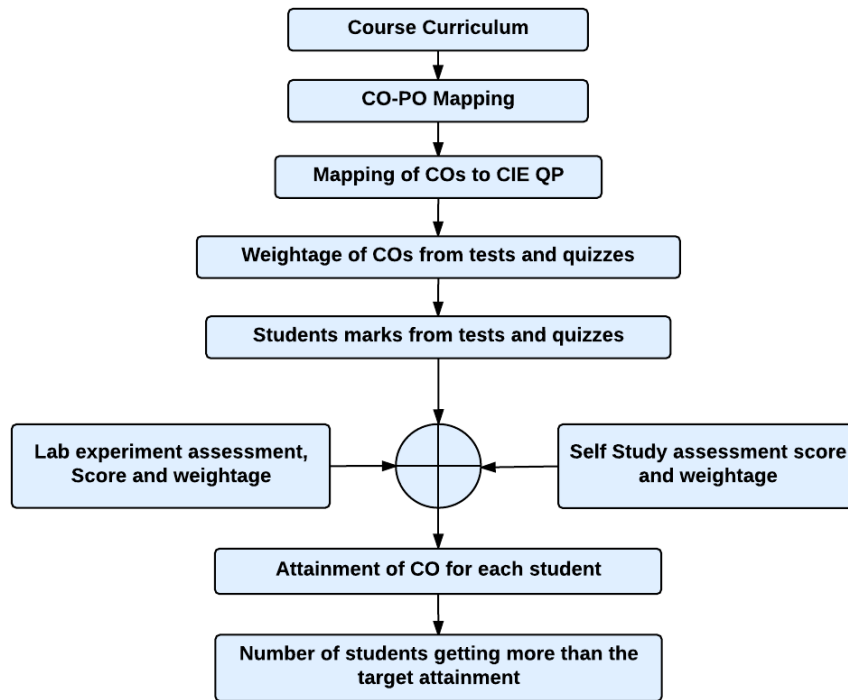 Course Curriculum
CO-PO Mapping
Mapping of COs to CIE QP
Weightage of COs from tests and quizzes
Students marks from tests and quizzes
Lab experiment assessment,
Score and weightage
Self Study assessment score
and weightage
Attainment of CO for each student
Number of students getting more than the
target attainment